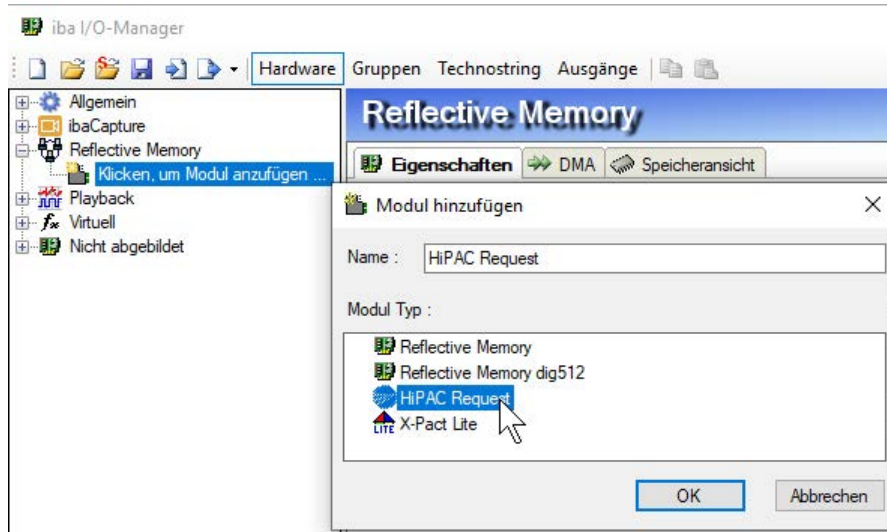 iba I/O-Manager
Hardware Gruppen Technostring Ausgänge
Allgemein
ibaCapture
Reflective Memory
Klicken, um Modul anzufügen ...
Playback
Virtuell
Nicht abgebildet
Reflective Memory
Eigenschaften DMA Speicheransicht
Modul hinzufügen
Name : HiPAC Request
Modul Typ :
Reflective Memory
Reflective Memory dig512
HiPAC Request
LITE X-Pact Lite
OK Abbrechen